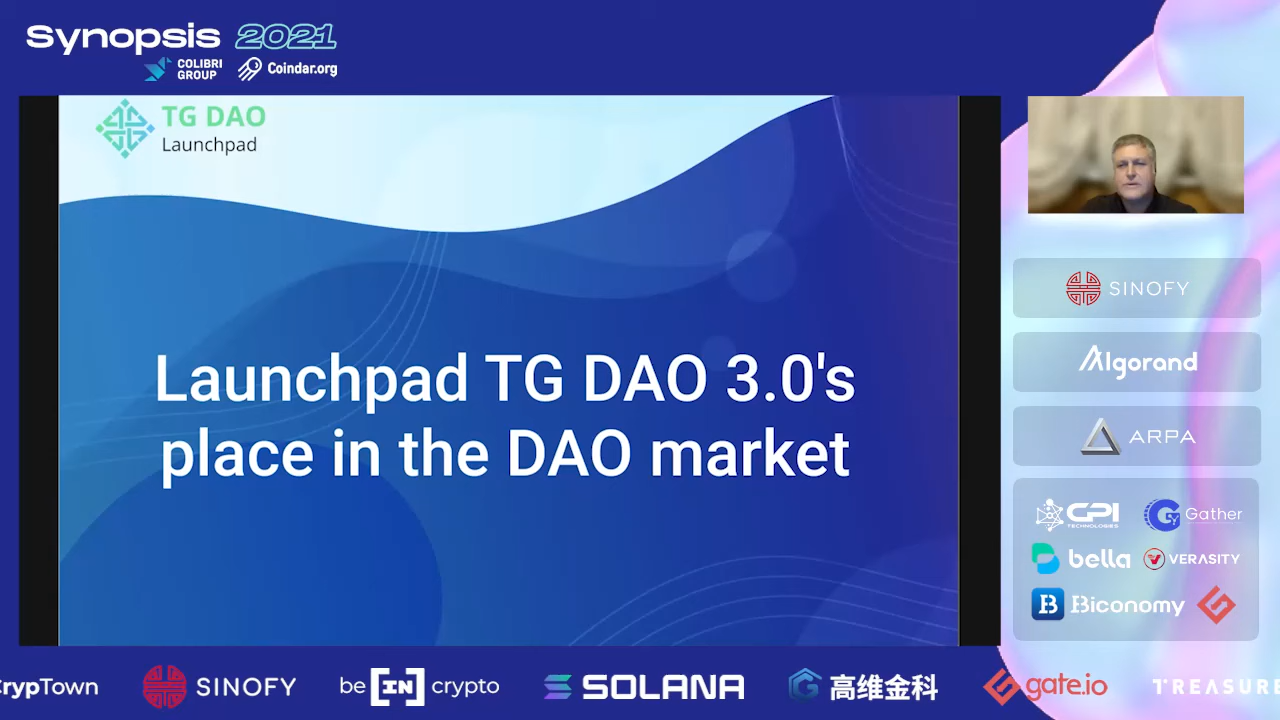 Synopsis 2021
COLIBRI
GROUP
Coindar.org
TG DAO
Launchpad
Launchpad TG DAO 3.0's
place in the DAO market
SINOFY
Algorand
ARPA
CPI
TECHNOLOGIES
Gather
bella
VERASITY
Biconomy
CrypTown
SINOFY
be [IN] crypto
SOLANA
高维金科
gate.io
TREASURE